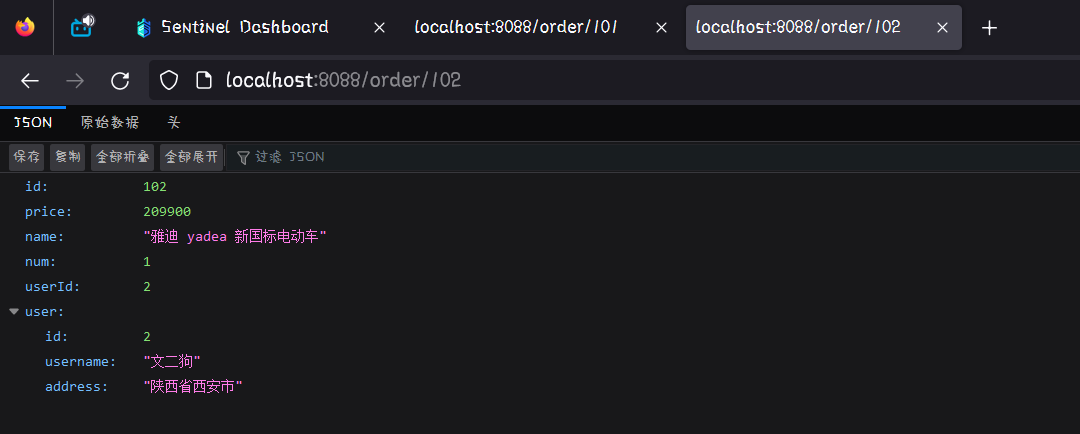 Sentinel Dashboard
localhost:8088/order/101
localhost:8088/order/102
localhost:8088/order/102
JSON 原始数据 头
保存 复制 全部折叠 全部展开 过滤 JSON
id: 102
price: 209900
name: "雅迪 yadea 新国标电动车"
num: 1
userId: 2
user:
id: 2
username: "文二狗"
address: "陕西省西安市"